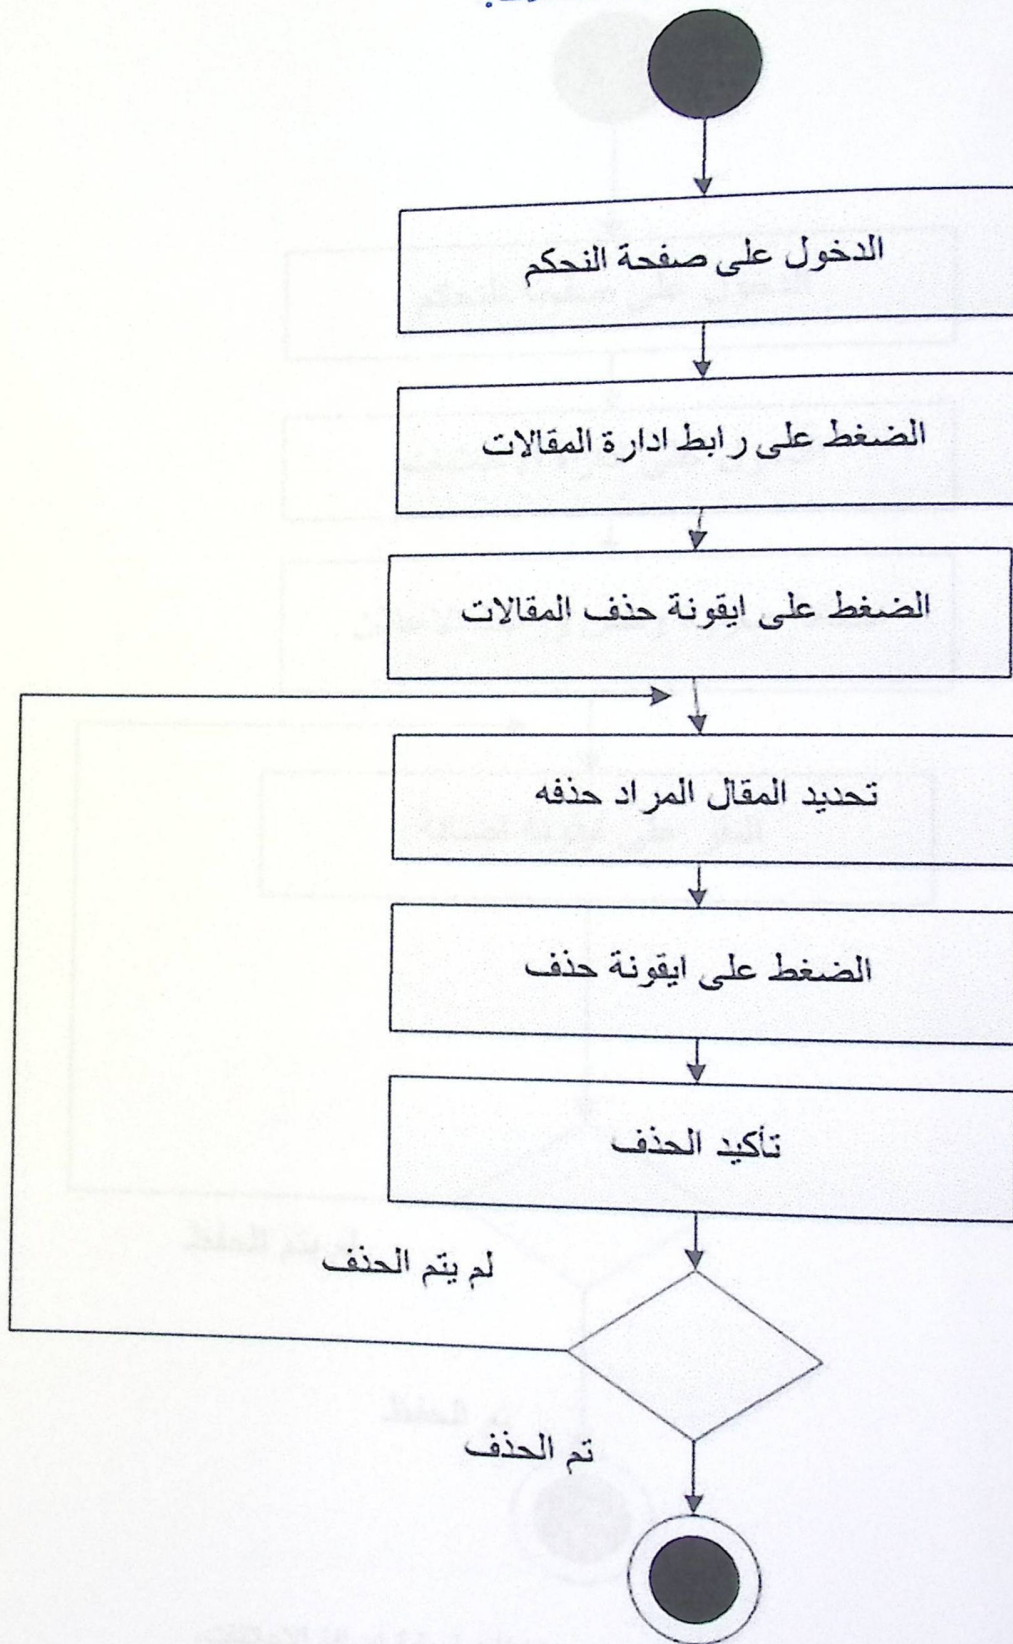 الدخول على صفحة التحكم
الضغط على رابط ادارة المقالات
الضغط على ايقونة حذف المقالات
تحديد المقال المراد حذفه
الضغط على ايقونة حذف
تأكيد الحذف
لم يتم الحذف
تم الحذف